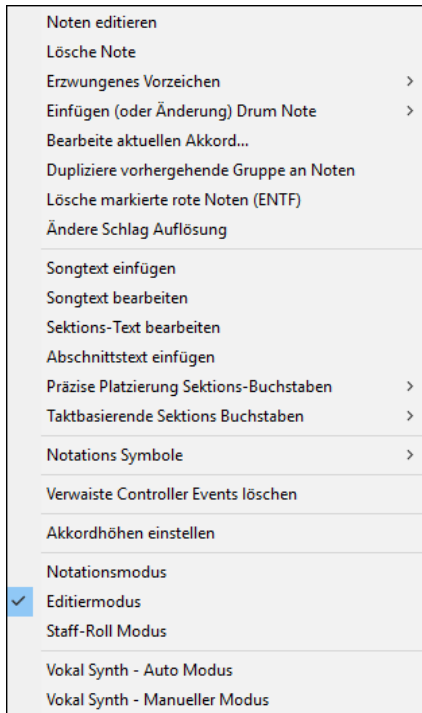 Noten editieren
Lösche Note
Erzwungenes Vorzeichen
Einfügen (oder Änderung) Drum Note
Bearbeite aktuellen Akkord...
Dupliziere vorhergehende Gruppe an Noten
Lösche markierte rote Noten (ENTF)
Ändere Schlag Auflösung
Songtext einfügen
Songtext bearbeiten
Sektions-Text bearbeiten
Abschnittstext einfügen
Präzise Platzierung Sektions-Buchstaben
Taktbasierende Sektions Buchstaben
Notations Symbole
Verwaiste Controller Events löschen
Akkordhöhen einstellen
Notationsmodus
Editiermodus
Staff-Roll Modus
Vokal Synth - Auto Modus
Vokal Synth - Manueller Modus